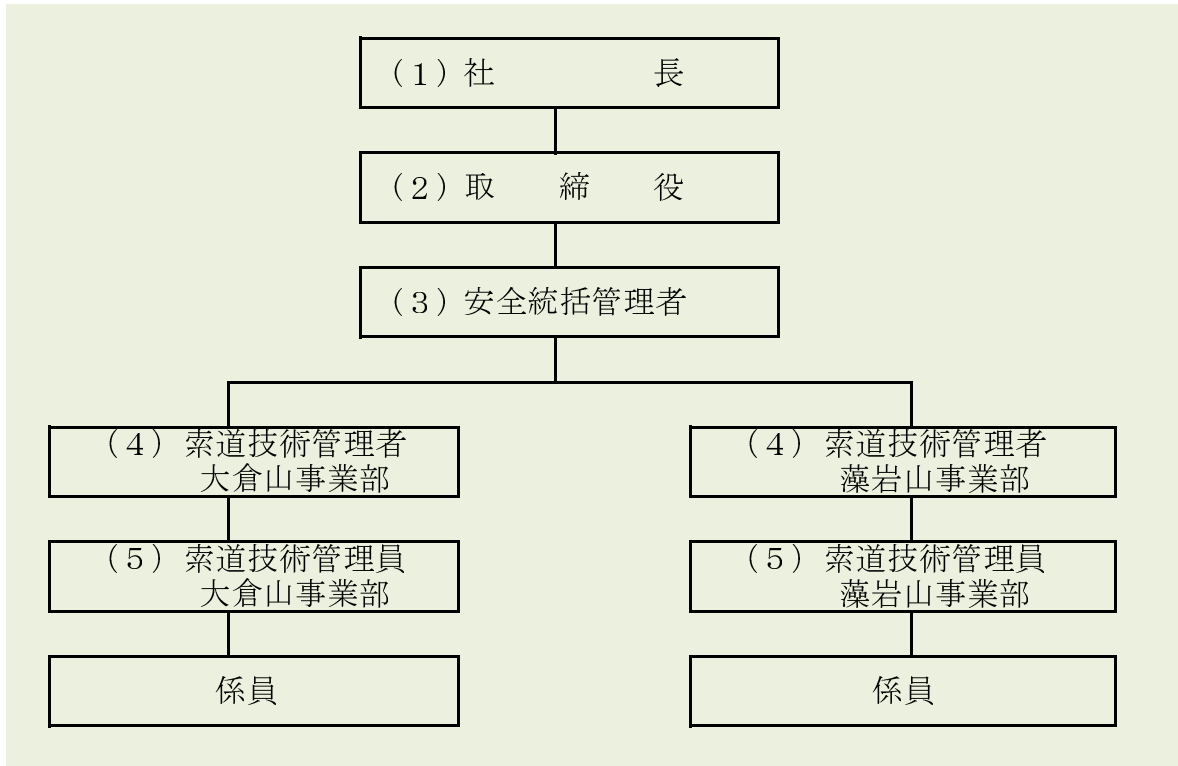 （１）社　　　　　長
（２）取　　締　　役
（３）安全統括管理者
（４）索道技術管理者
大倉山事業部
（４）索道技術管理者
藻岩山事業部
（５）索道技術管理員
大倉山事業部
（５）索道技術管理員
藻岩山事業部
係員
係員